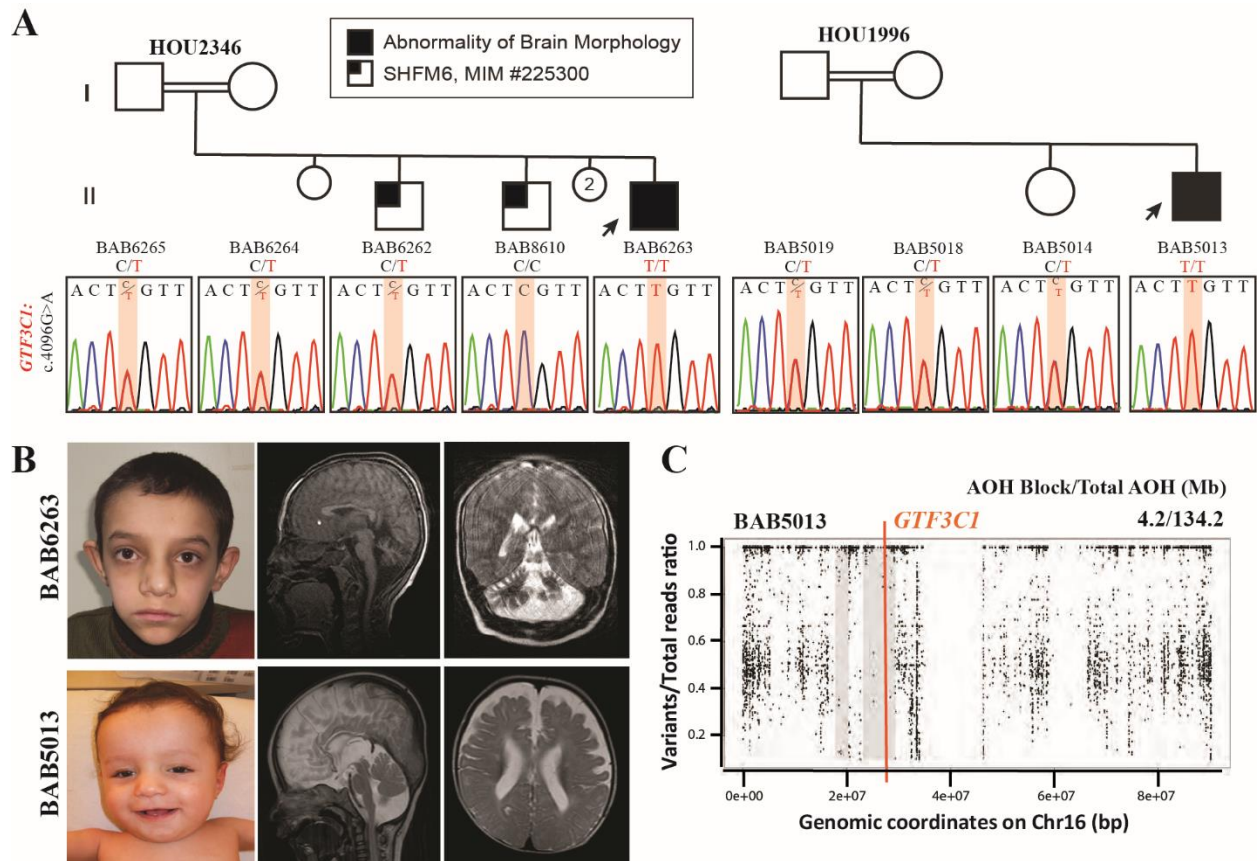 A
HOU2346
Abnormality of Brain Morphology
SHFM6, MIM #225300
HOU1996
I
II
2
BAB6265
C/T
BAB6264
C/T
BAB6262
C/T
BAB8610
C/C
BAB6263
T/T
BAB5019
C/T
BAB5018
C/T
BAB5014
C/T
BAB5013
T/T
GTF3C1:
c.4096G>A
A C T C/T G T T
A C T C/T G T T
A C T C/T G T T
A C T C G T T
A C T T G T T
A C T C/T G T T
A C T C/T G T T
A C T C/T G T T
A C T T G T T
B
BAB6263
BAB5013
C
AOH Block/Total AOH (Mb)
BAB5013
GTF3C1
4.2/134.2
Variants/Total reads ratio
1.0
0.8
0.6
0.4
0.2
0e+00
2e+07
4e+07
6e+07
8e+07
Genomic coordinates on Chr16 (bp)